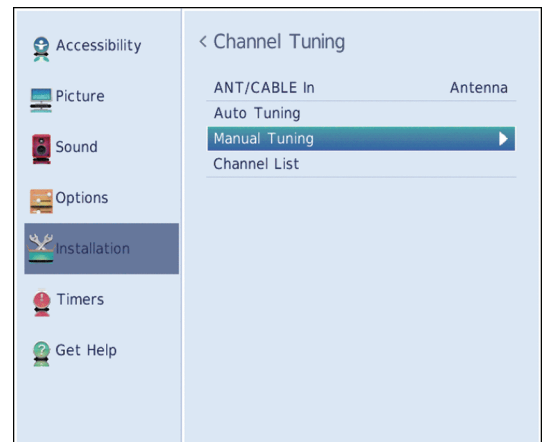 Accessibility
Picture
Sound
Options
Installation
Timers
Get Help
< Channel Tuning
ANT/CABLE In Antenna
Auto Tuning
Manual Tuning
Channel List